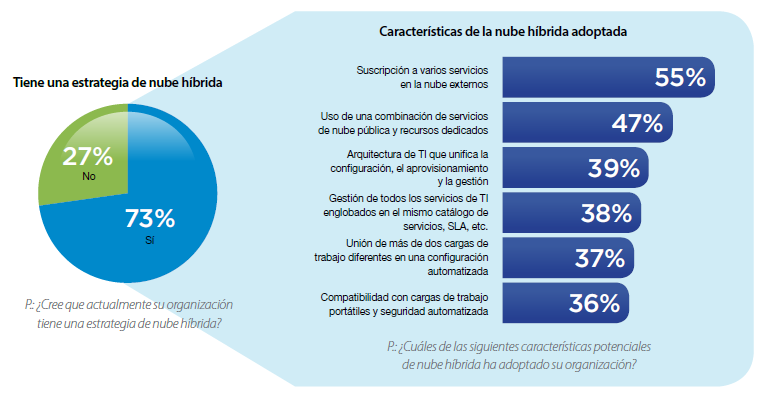 Características de la nube híbrida adoptada
Tiene una estrategia de nube híbrida
27%
No
73%
Sí
P.: ¿Cree que actualmente su organización
tiene una estrategia de nube híbrida?
Suscripción a varios servicios
en la nube externos
55%
Uso de una combinación de servicios
de nube pública y recursos dedicados
47%
Arquitectura de TI que unifica la
configuración, el aprovisionamiento
y la gestión
39%
Gestión de todos los servicios de TI
englobados en el mismo catálogo de
servicios, SLA, etc.
38%
Unión de más de dos cargas de
trabajo diferentes en una configuración
automatizada
37%
Compatibilidad con cargas de trabajo
portátiles y seguridad automatizada
36%
P.: ¿Cuáles de las siguientes características potenciales
de nube híbrida ha adoptado su organización?